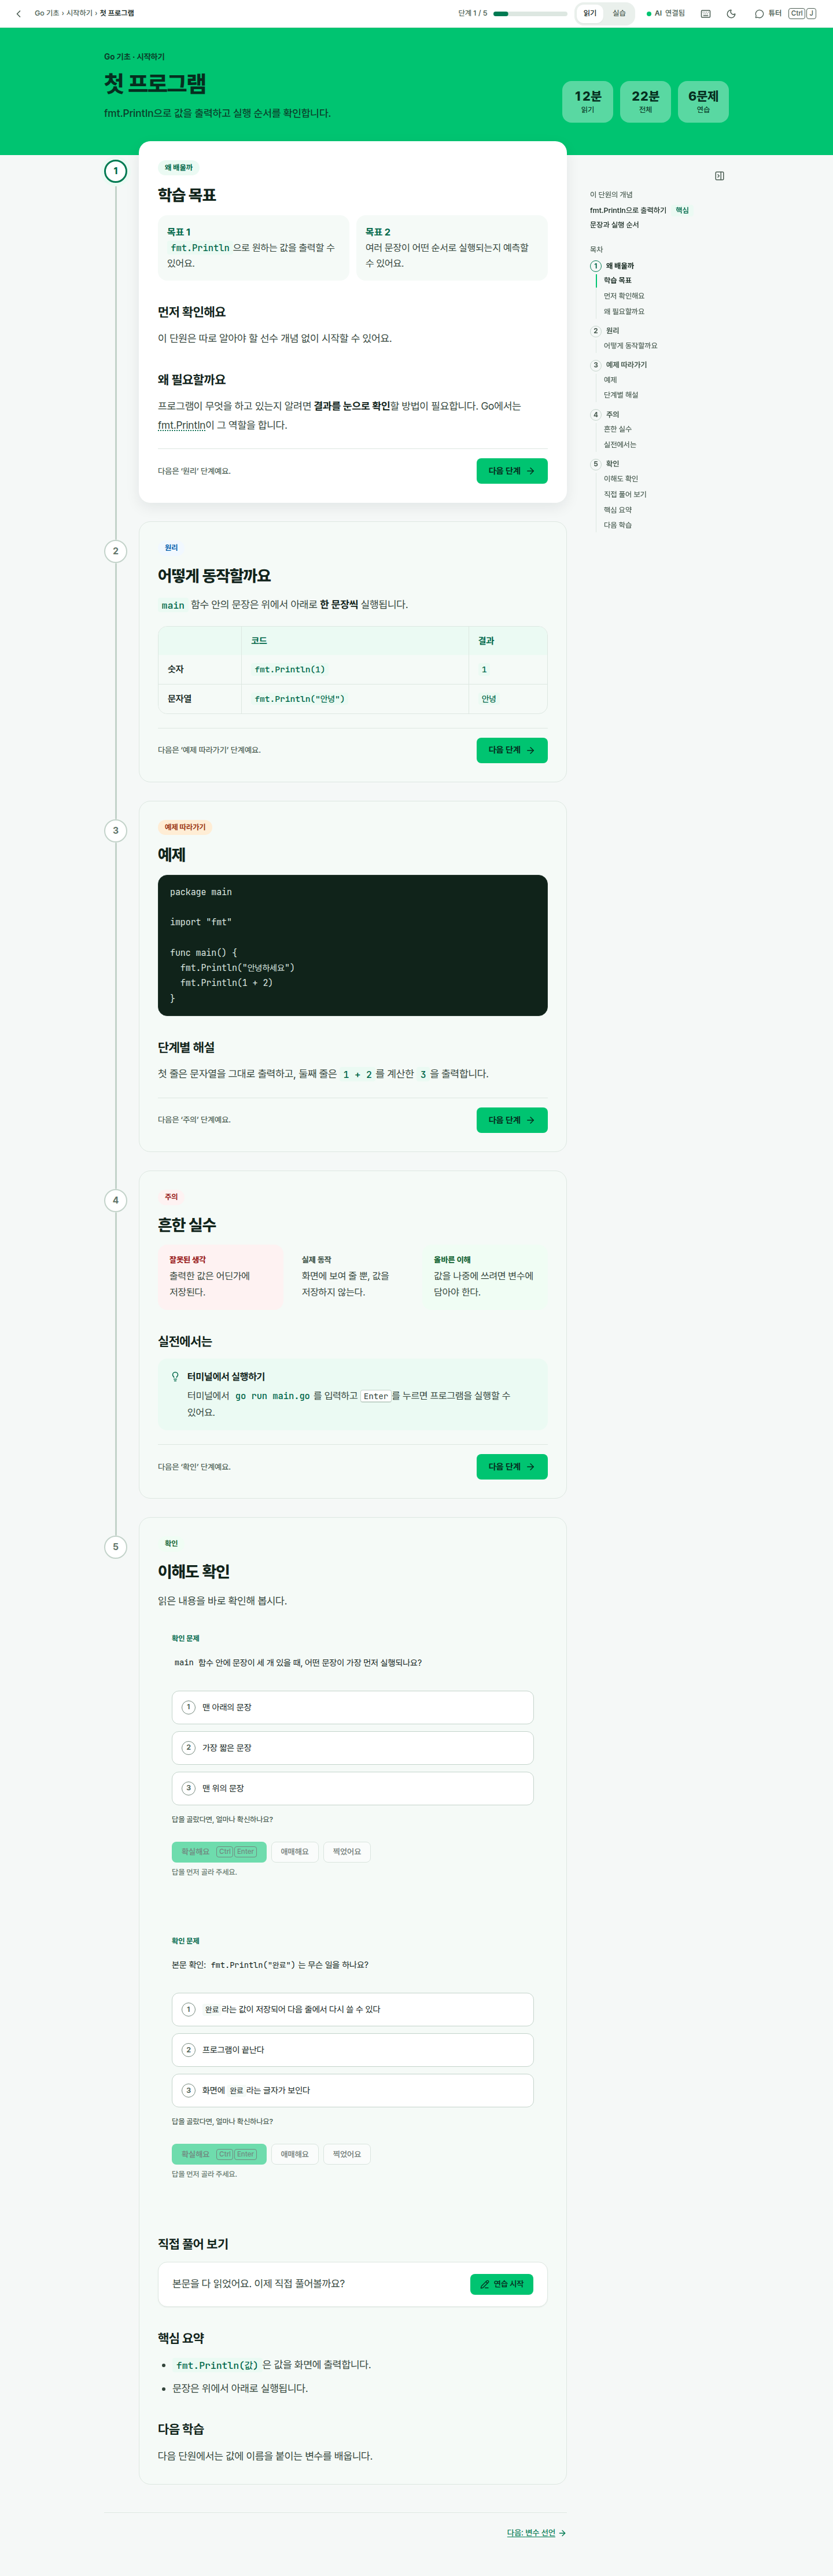 Go 기초 › 시작하기 › 첫 프로그램
단계 1 / 5
읽기
실습
AI 연결됨
튜터 Ctrl J
Go 기초 · 시작하기
첫 프로그램
fmt.Println으로 값을 출력하고 실행 순서를 확인합니다.
12분
읽기
22분
전체
6문제
연습
1
왜 배울까
학습 목표
목표 1
fmt.Println 으로 원하는 값을 출력할 수
있어요.
목표 2
여러 문장이 어떤 순서로 실행되는지 예측할
수 있어요.
먼저 확인해요
이 단원은 따로 알아야 할 선수 개념 없이 시작할 수 있어요.
왜 필요할까요
프로그램이 무엇을 하고 있는지 알려면 결과를 눈으로 확인할 방법이 필요합니다. Go에서는
fmt.Println이 그 역할을 합니다.
다음은 ‘원리’ 단계예요.
다음 단계
이 단원의 개념
fmt.Println으로 출력하기 핵심
문장과 실행 순서
목차
1 왜 배울까
학습 목표
먼저 확인해요
왜 필요할까요
2 원리
어떻게 동작할까요
3 예제 따라가기
예제
단계별 해설
4 주의
흔한 실수
실전에서는
5 확인
이해도 확인
직접 풀어 보기
핵심 요약
다음 학습
2
원리
어떻게 동작할까요
main 함수 안의 문장은 위에서 아래로 한 문장씩 실행됩니다.
코드 결과
숫자 fmt.Println(1) 1
문자열 fmt.Println("안녕") 안녕
다음은 ‘예제 따라가기’ 단계예요.
다음 단계
3
예제 따라가기
예제
package main
import "fmt"
func main() {
fmt.Println("안녕하세요")
fmt.Println(1 + 2)
}
단계별 해설
첫 줄은 문자열을 그대로 출력하고, 둘째 줄은 1 + 2 를 계산한 3 을 출력합니다.
다음은 ‘주의’ 단계예요.
다음 단계
4
주의
흔한 실수
잘못된 생각
출력한 값은 어딘가에
저장된다.
실제 동작
화면에 보여 줄 뿐, 값을
저장하지 않는다.
올바른 이해
값을 나중에 쓰려면 변수에
담아야 한다.
실전에서는
터미널에서 실행하기
터미널에서 go run main.go 를 입력하고 Enter 를 누르면 프로그램을 실행할 수
있어요.
다음은 ‘확인’ 단계예요.
다음 단계
5
확인
이해도 확인
읽은 내용을 바로 확인해 봅시다.
확인 문제
main 함수 안에 문장이 세 개 있을 때, 어떤 문장이 가장 먼저 실행되나요?
1 맨 아래의 문장
2 가장 짧은 문장
3 맨 위의 문장
답을 골랐다면, 얼마나 확신하나요?
확실해요 Ctrl Enter
애매해요
찍었어요
답을 먼저 골라 주세요.
확인 문제
본문 확인: fmt.Println("완료") 는 무슨 일을 하나요?
1 완료 라는 값이 저장되어 다음 줄에서 다시 쓸 수 있다
2 프로그램이 끝난다
3 화면에 완료 라는 글자가 보인다
답을 골랐다면, 얼마나 확신하나요?
확실해요 Ctrl Enter
애매해요
찍었어요
답을 먼저 골라 주세요.
직접 풀어 보기
본문을 다 읽었어요. 이제 직접 풀어볼까요?
연습 시작
핵심 요약
• fmt.Println(값) 은 값을 화면에 출력합니다.
• 문장은 위에서 아래로 실행됩니다.
다음 학습
다음 단원에서는 값에 이름을 붙이는 변수를 배웁니다.
다음: 변수 선언